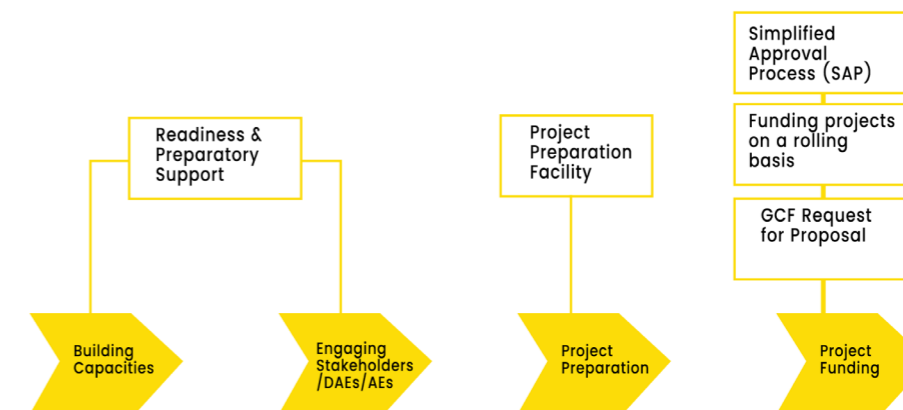 Readiness &
Preparatory
Support
Project
Preparation
Facility
Simplified
Approval
Process (SAP)
Funding projects
on a rolling
basis
GCF Request
for Proposal
Building
Capacities
Engaging
Stakeholders
/DAEs/AEs
Project
Preparation
Project
Funding